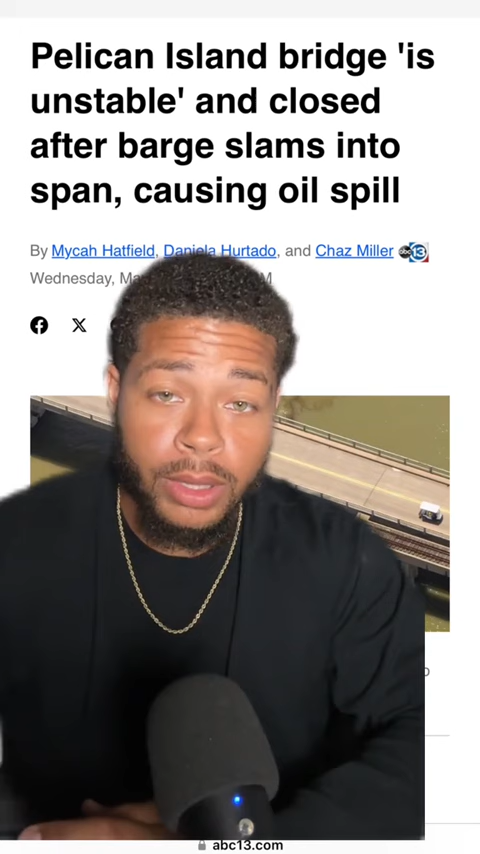 Pelican Island bridge 'is
unstable' and closed
after barge slams into
span, causing oil spill
By Mycah Hatfield, Daniela Hurtado, and Chaz Miller abc13
Wednesday,
abc13.com